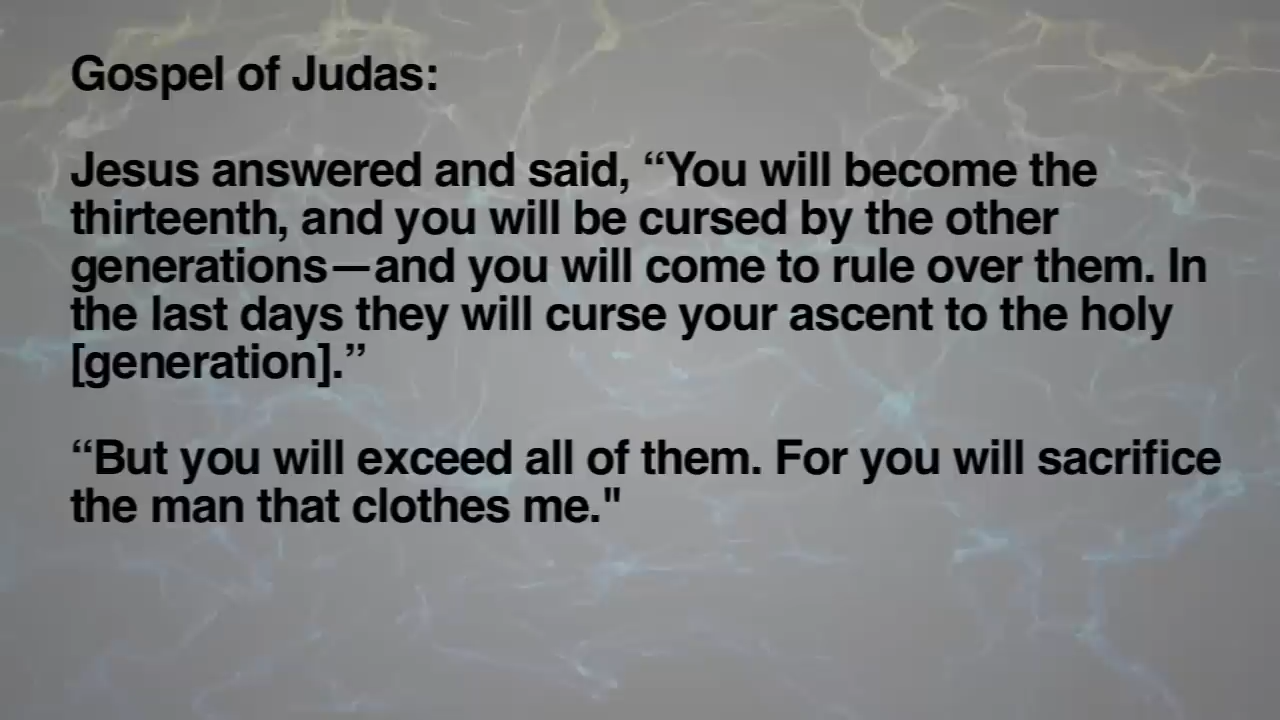 Gospel of Judas:
Jesus answered and said, “You will become the
thirteenth, and you will be cursed by the other
generations—and you will come to rule over them. In
the last days they will curse your ascent to the holy
[generation].”
“But you will exceed all of them. For you will sacrifice
the man that clothes me."